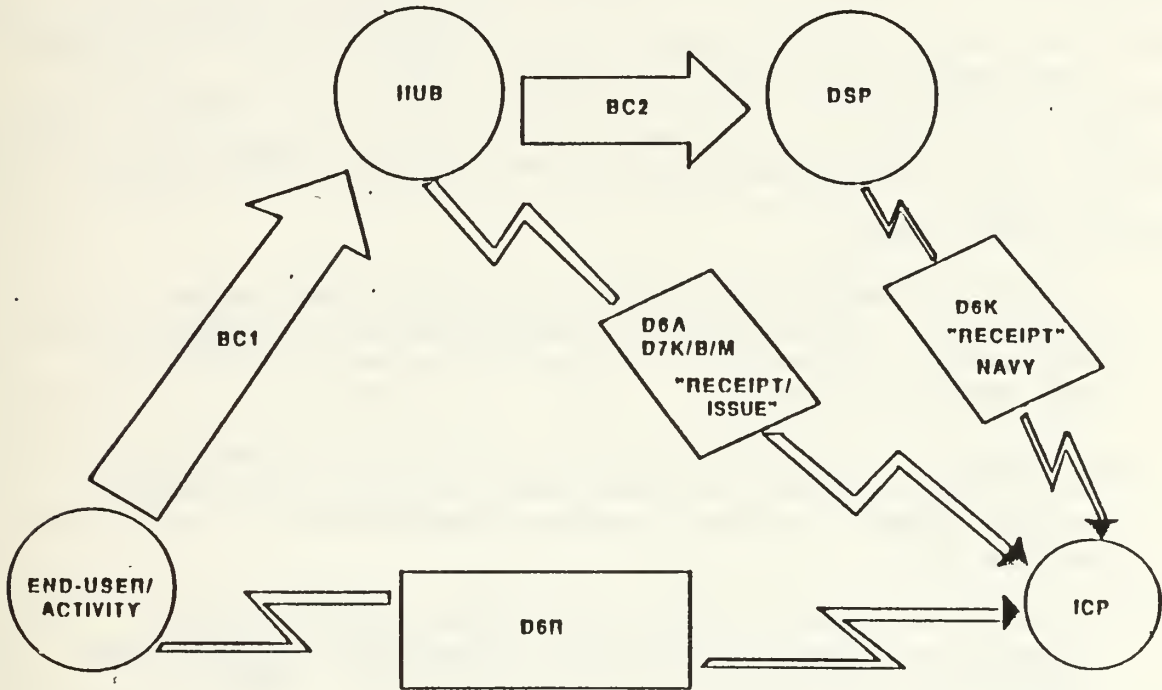 HUB
BC2
DSP
BC1
D6A
D7K/B/M
"RECEIPT/
ISSUE"
D6K
"RECEIPT"
NAVY
END-USER/
ACTIVITY
D6R
ICP